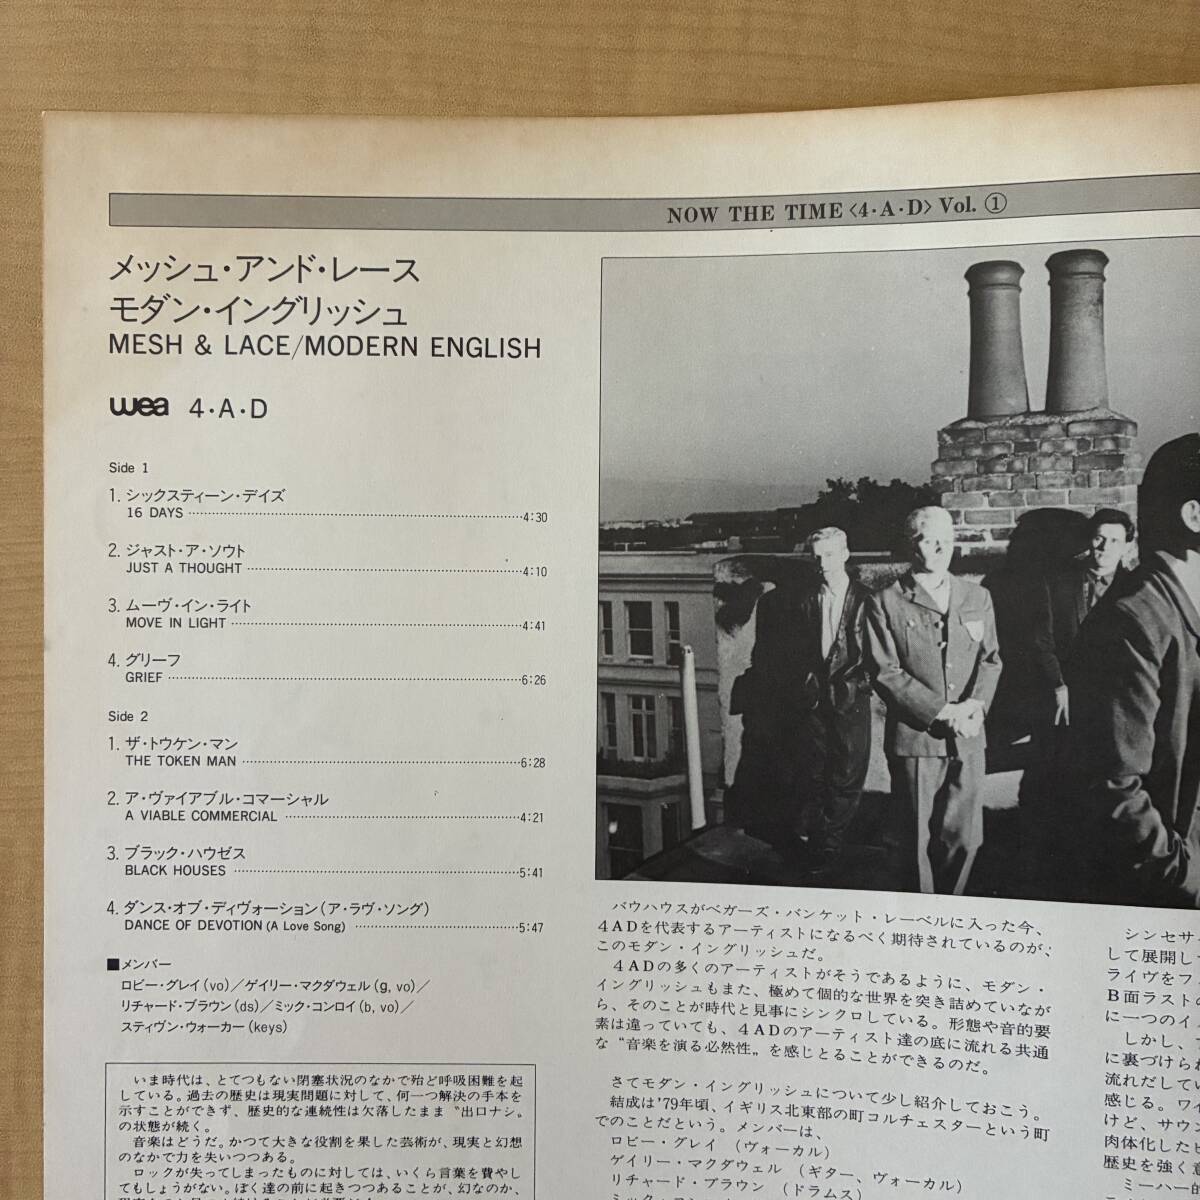 NOW THE TIME〈4・A・D〉Vol. ①
メッシュ・アンド・レース
モダン・イングリッシュ
MESH & LACE/MODERN ENGLISH
wea 4・A・D
Side 1
1. シックスティーン・デイズ
16 DAYS 4:30
2. ジャスト・ア・ソウト
JUST A THOUGHT 4:10
3. ムーヴ・イン・ライト
MOVE IN LIGHT 4:41
4. グリーフ
GRIEF 6:26
Side 2
1. ザ・トウケン・マン
THE TOKEN MAN 6:28
2. ア・ヴァイアブル・コマーシャル
A VIABLE COMMERCIAL 4:21
3. ブラック・ハウゼス
BLACK HOUSES 5:41
4. ダンス・オブ・ディヴォーション(ア・ラヴ・ソング)
DANCE OF DEVOTION (A Love Song) 5:47
■メンバー
ロビー・グレイ(vo)／ゲイリー・マクダウェル(g, vo)／
リチャード・ブラウン(ds)／ミック・コンロイ(b, vo)／
スティヴン・ウォーカー(keys)
いま時代は、とてつもない閉塞状況のなかで殆ど呼吸困難を起
している。過去の歴史は現実問題に対して、何一つ解決の手本を
示すことができず、歴史的な連続性は欠落したまま〝出口ナシ〟
の状態が続く。
音楽はどうだ。かつて大きな役割を果した芸術が、現実と幻想
のなかで力を失いつつある。
ロックが失ってしまったものに対しては、いくら言葉を費やし
てもしょうがない。ぼく達の前に起きつつあることが、幻なのか、
バウハウスがベガーズ・バンケット・レーベルに入った今、
4ADを代表するアーティストになるべく期待されているのが、
このモダン・イングリッシュだ。
4ADの多くのアーティストがそうであるように、モダン・
イングリッシュもまた、極めて個的な世界を突き詰めていなが
ら、そのことが時代と見事にシンクロしている。形態や音的要
素は違っていても、4ADのアーティスト達の底に流れる共通
な〝音楽を演る必然性〟を感じとることができるのだ。
さてモダン・イングリッシュについて少し紹介しておこう。
結成は'79年頃、イギリス北東部の町コルチェスターという町
でのことだという。メンバーは、
ロビー・グレイ (ヴォーカル)
ゲイリー・マクダウェル (ギター、ヴォーカル)
リチャード・ブラウン (ドラムス)
シンセサ
して展開し
ライヴをフ
B面ラストの
に一つのイ
しかし、
に裏づけられ
流れだしてい
感じる。ワイ
けど、サウン
肉体化したピ
歴史を強く意